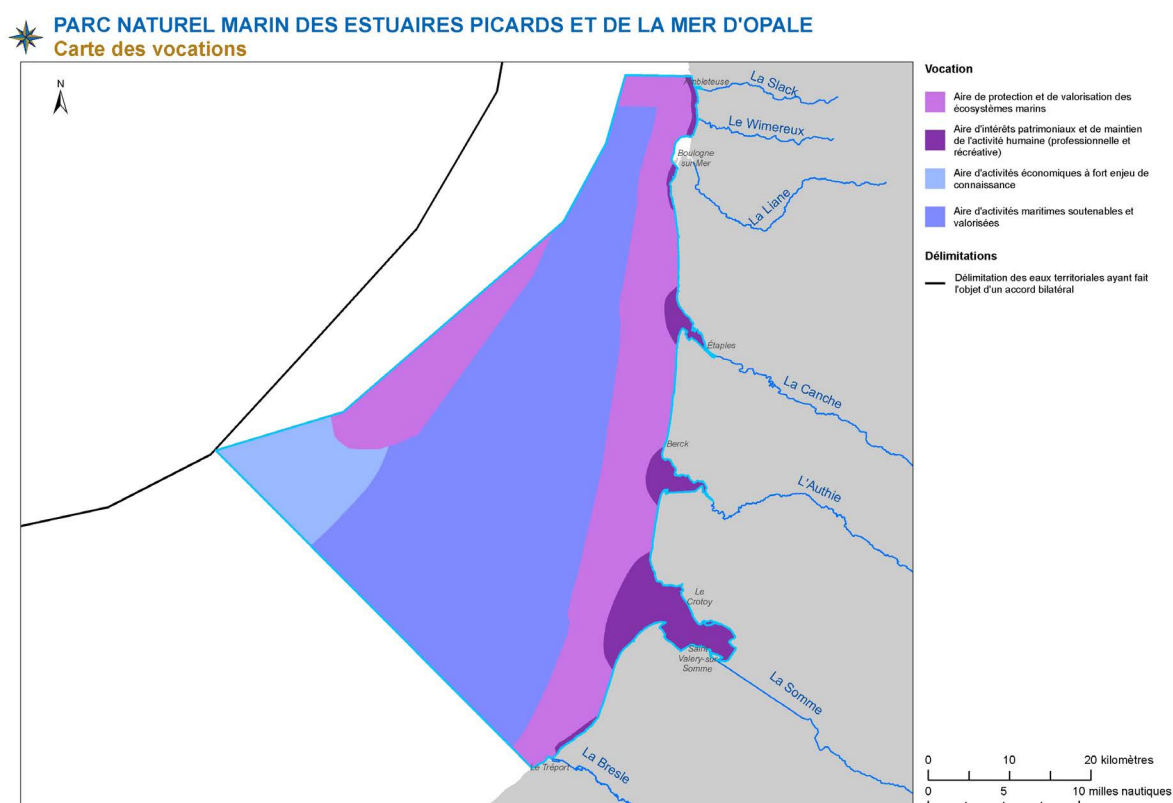 PARC NATUREL MARIN DES ESTUAIRES PICARDS ET DE LA MER D'OPALE
Carte des vocations
N
Ambleteuse
La Slack
Le Wimereux
Boulogne
sur Mer
La Liane
Étaples
La Canche
Berck
L'Authie
Le
Crotoy
Saint
Valery-sur
Somme
La Somme
Le Tréport
La Bresle
Vocation
Aire de protection et de valorisation des
écosystèmes marins
Aire d'intérêts patrimoniaux et de maintien
de l'activité humaine (professionnelle et
récréative)
Aire d'activités économiques à fort enjeu de
connaissance
Aire d'activités maritimes soutenables et
valorisées
Délimitations
Délimitation des eaux territoriales ayant fait
l'objet d'un accord bilatéral
0 10 20 kilomètres
0 5 10 milles nautiques